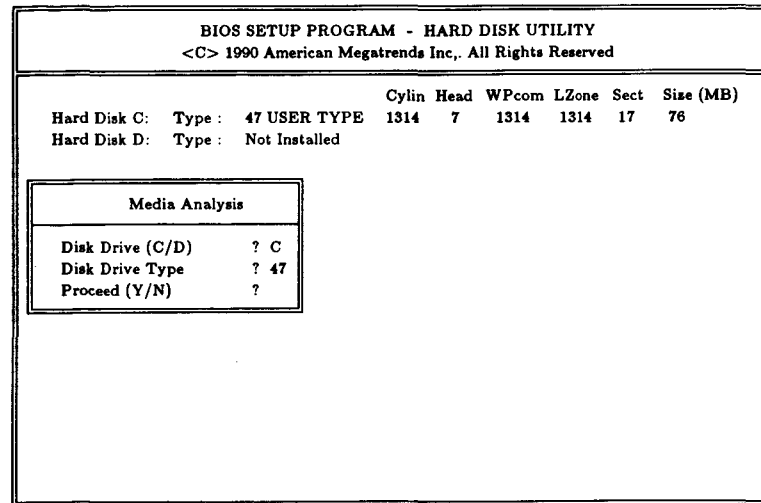 BIOS SETUP PROGRAM - HARD DISK UTILITY
<C> 1990 American Megatrends Inc,. All Rights Reserved
Cylin Head WPcom LZone Sect Size (MB)
Hard Disk C: Type : 47 USER TYPE 1314 7 1314 1314 17 76
Hard Disk D: Type : Not Installed
Media Analysis
Disk Drive (C/D) ? C
Disk Drive Type ? 47
Proceed (Y/N) ?